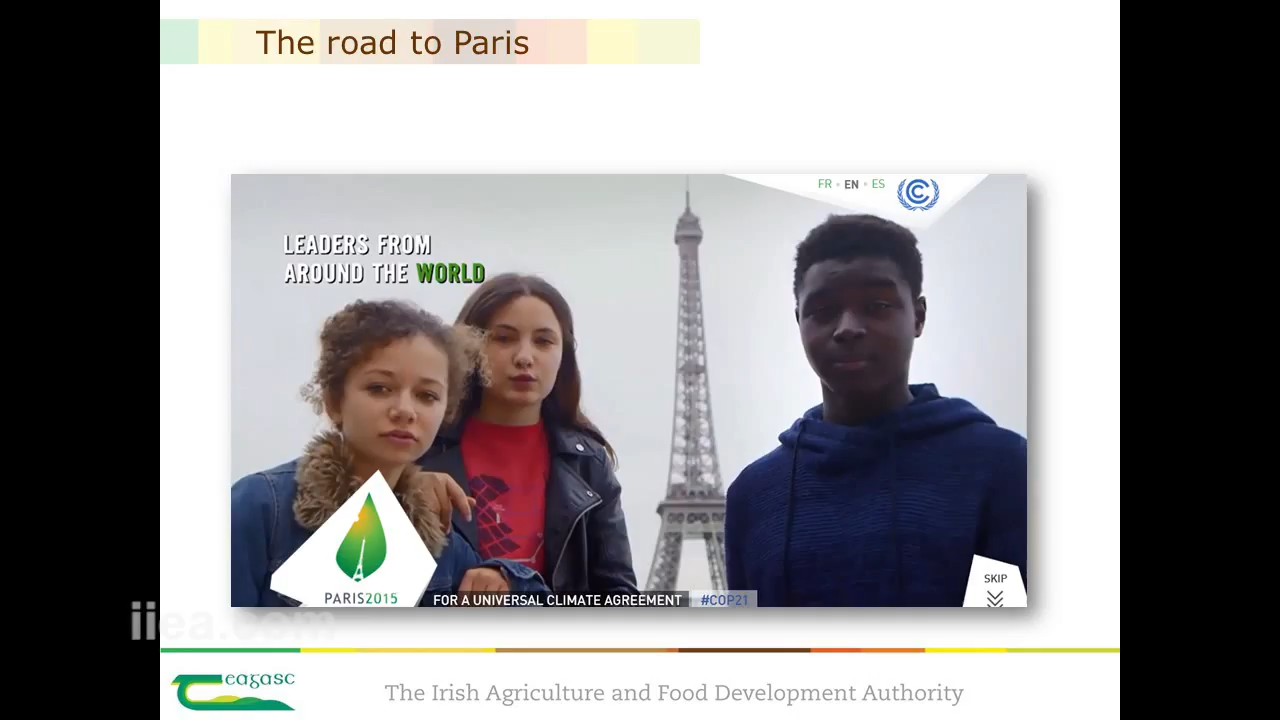 The road to Paris
FR • EN • ES
LEADERS FROM
AROUND THE WORLD
SKIP
PARIS2015
FOR A UNIVERSAL CLIMATE AGREEMENT #COP21
iiea.com
eagasc
The Irish Agriculture and Food Development Authority